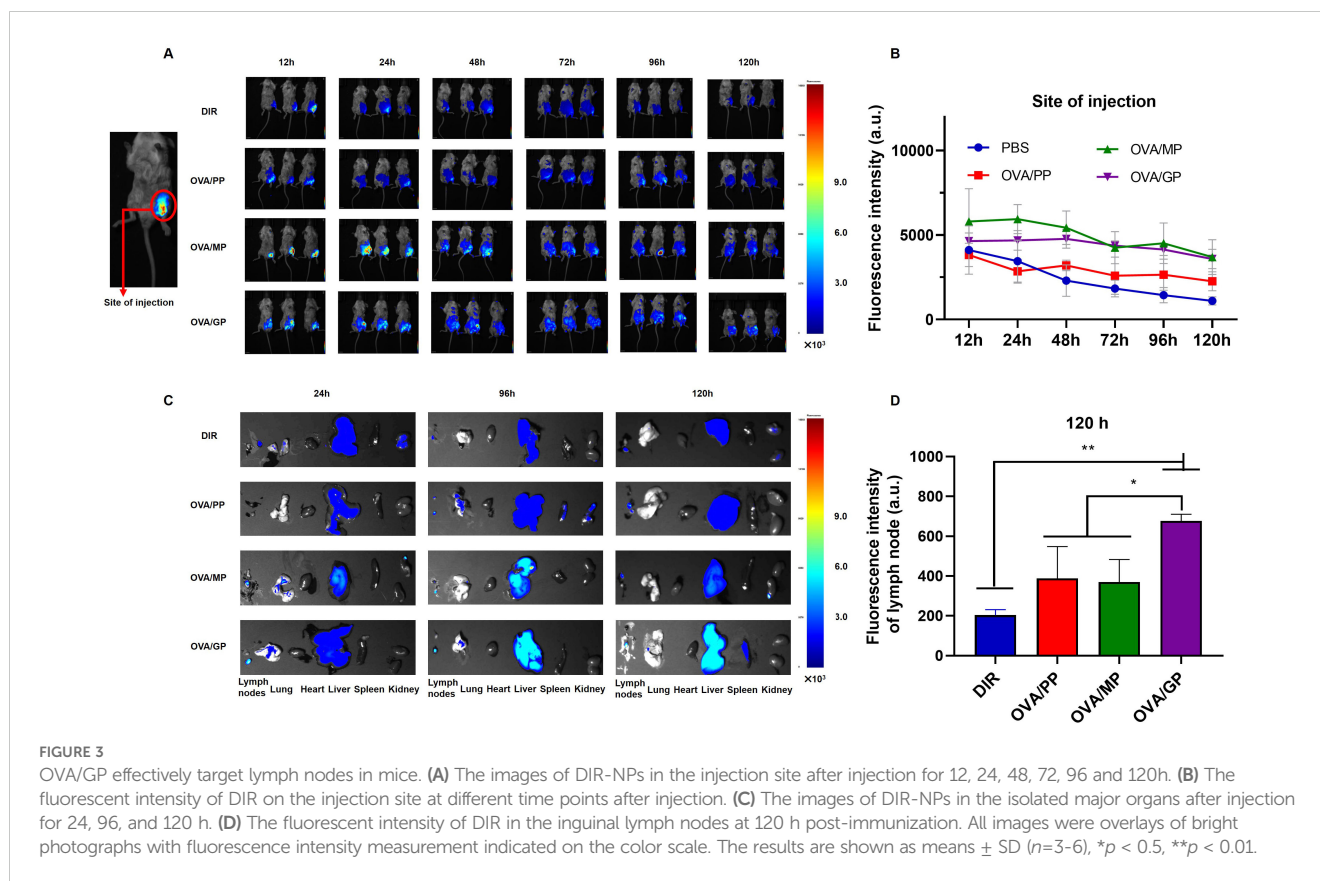 A
12h 24h 48h 72h 96h 120h
DIR
OVA/PP
OVA/MP
OVA/GP
Site of injection
9.0
6.0
3.0
×10³
B
Site of injection
PBS
OVA/PP
OVA/MP
OVA/GP
Fluorescence intensity (a.u.)
10000
5000
0
12h 24h 48h 72h 96h 120h
C
24h 96h 120h
DIR
OVA/PP
OVA/MP
OVA/GP
Lymph nodes Lung Heart Liver Spleen Kidney
Lymph nodes Lung Heart Liver Spleen Kidney
Lymph nodes Lung Heart Liver Spleen Kidney
9.0
6.0
3.0
×10³
D
120 h
Fluorescence intensity
of lymph node (a.u.)
1000
800
600
400
200
0
**
*
DIR
OVA/PP
OVA/MP
OVA/GP
FIGURE 3
OVA/GP effectively target lymph nodes in mice. (A) The images of DIR-NPs in the injection site after injection for 12, 24, 48, 72, 96 and 120h. (B) The
fluorescent intensity of DIR on the injection site at different time points after injection. (C) The images of DIR-NPs in the isolated major organs after injection
for 24, 96, and 120 h. (D) The fluorescent intensity of DIR in the inguinal lymph nodes at 120 h post-immunization. All images were overlays of bright
photographs with fluorescence intensity measurement indicated on the color scale. The results are shown as means ± SD (n=3-6), *p < 0.5, **p < 0.01.